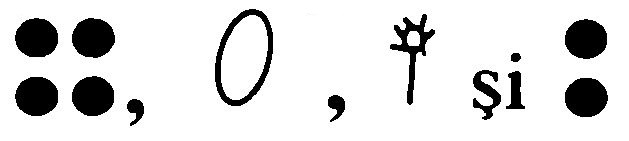 , , şi